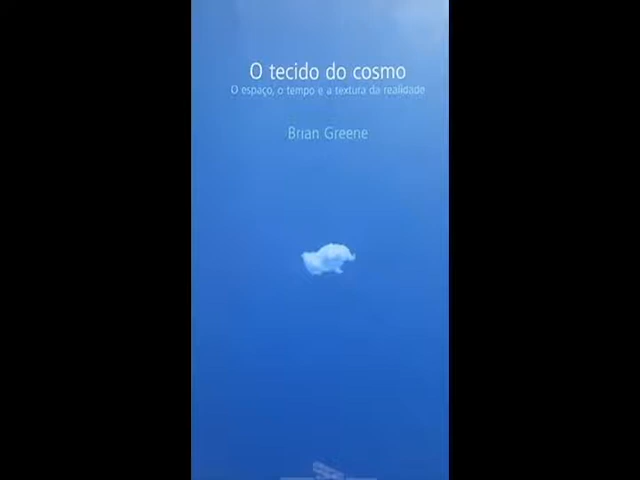 O tecido do cosmo
O espaço, o tempo e a textura da realidade
Brian Greene